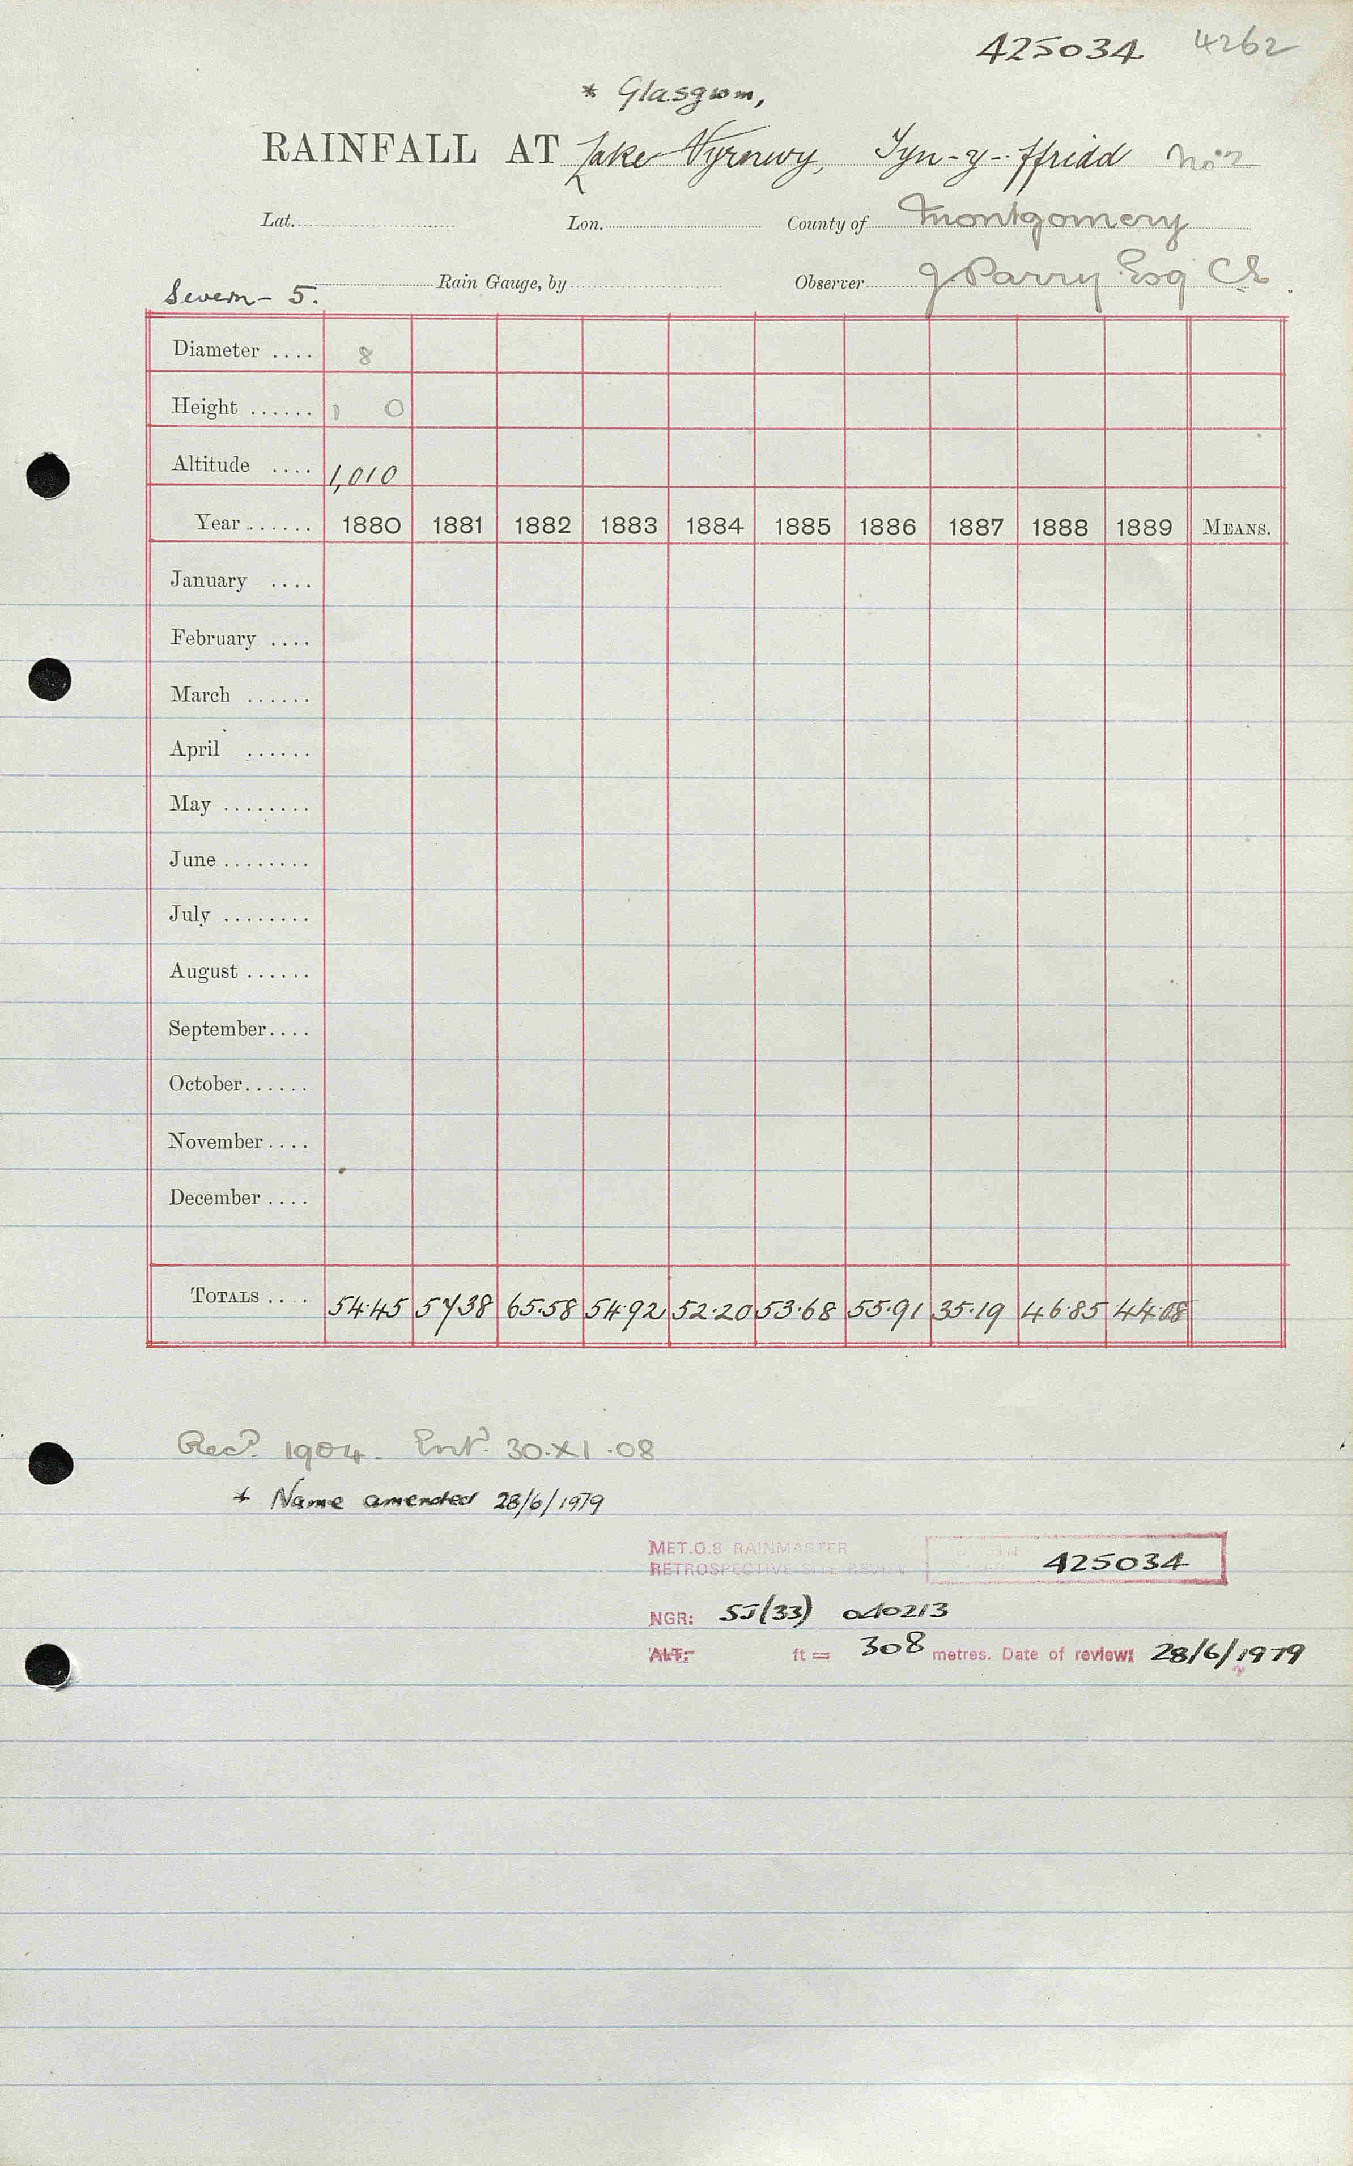 425034 4262
* Glasgwm,
RAINFALL AT Lake Vyrnwy, Tyn-y-ffridd No 2
Lat. Lon. County of Montgomery
Severn - 5. Rain Gauge, by Observer J Parry Esq CE.
Diameter .... 8
Height ...... 1 0
Altitude .... 1,010
Year ...... 1880 1881 1882 1883 1884 1885 1886 1887 1888 1889 MEANS.
January ....
February ....
March ......
April ......
May ........
June ........
July ........
August ......
September....
October......
November ....
December ....
TOTALS .... 54.45 57.38 65.58 54.92 52.20 53.68 55.91 35.19 46.85 44.08
Recd. 1904. Entd. 30.XI.08
* Name amended 28/6/1979
MET.O.8 RAINMASTER
RETROSPECTIVE SITE REVIEW 425034
NGR: SJ(33) 040213
ALT: ft = 308 metres. Date of review: 28/6/1979